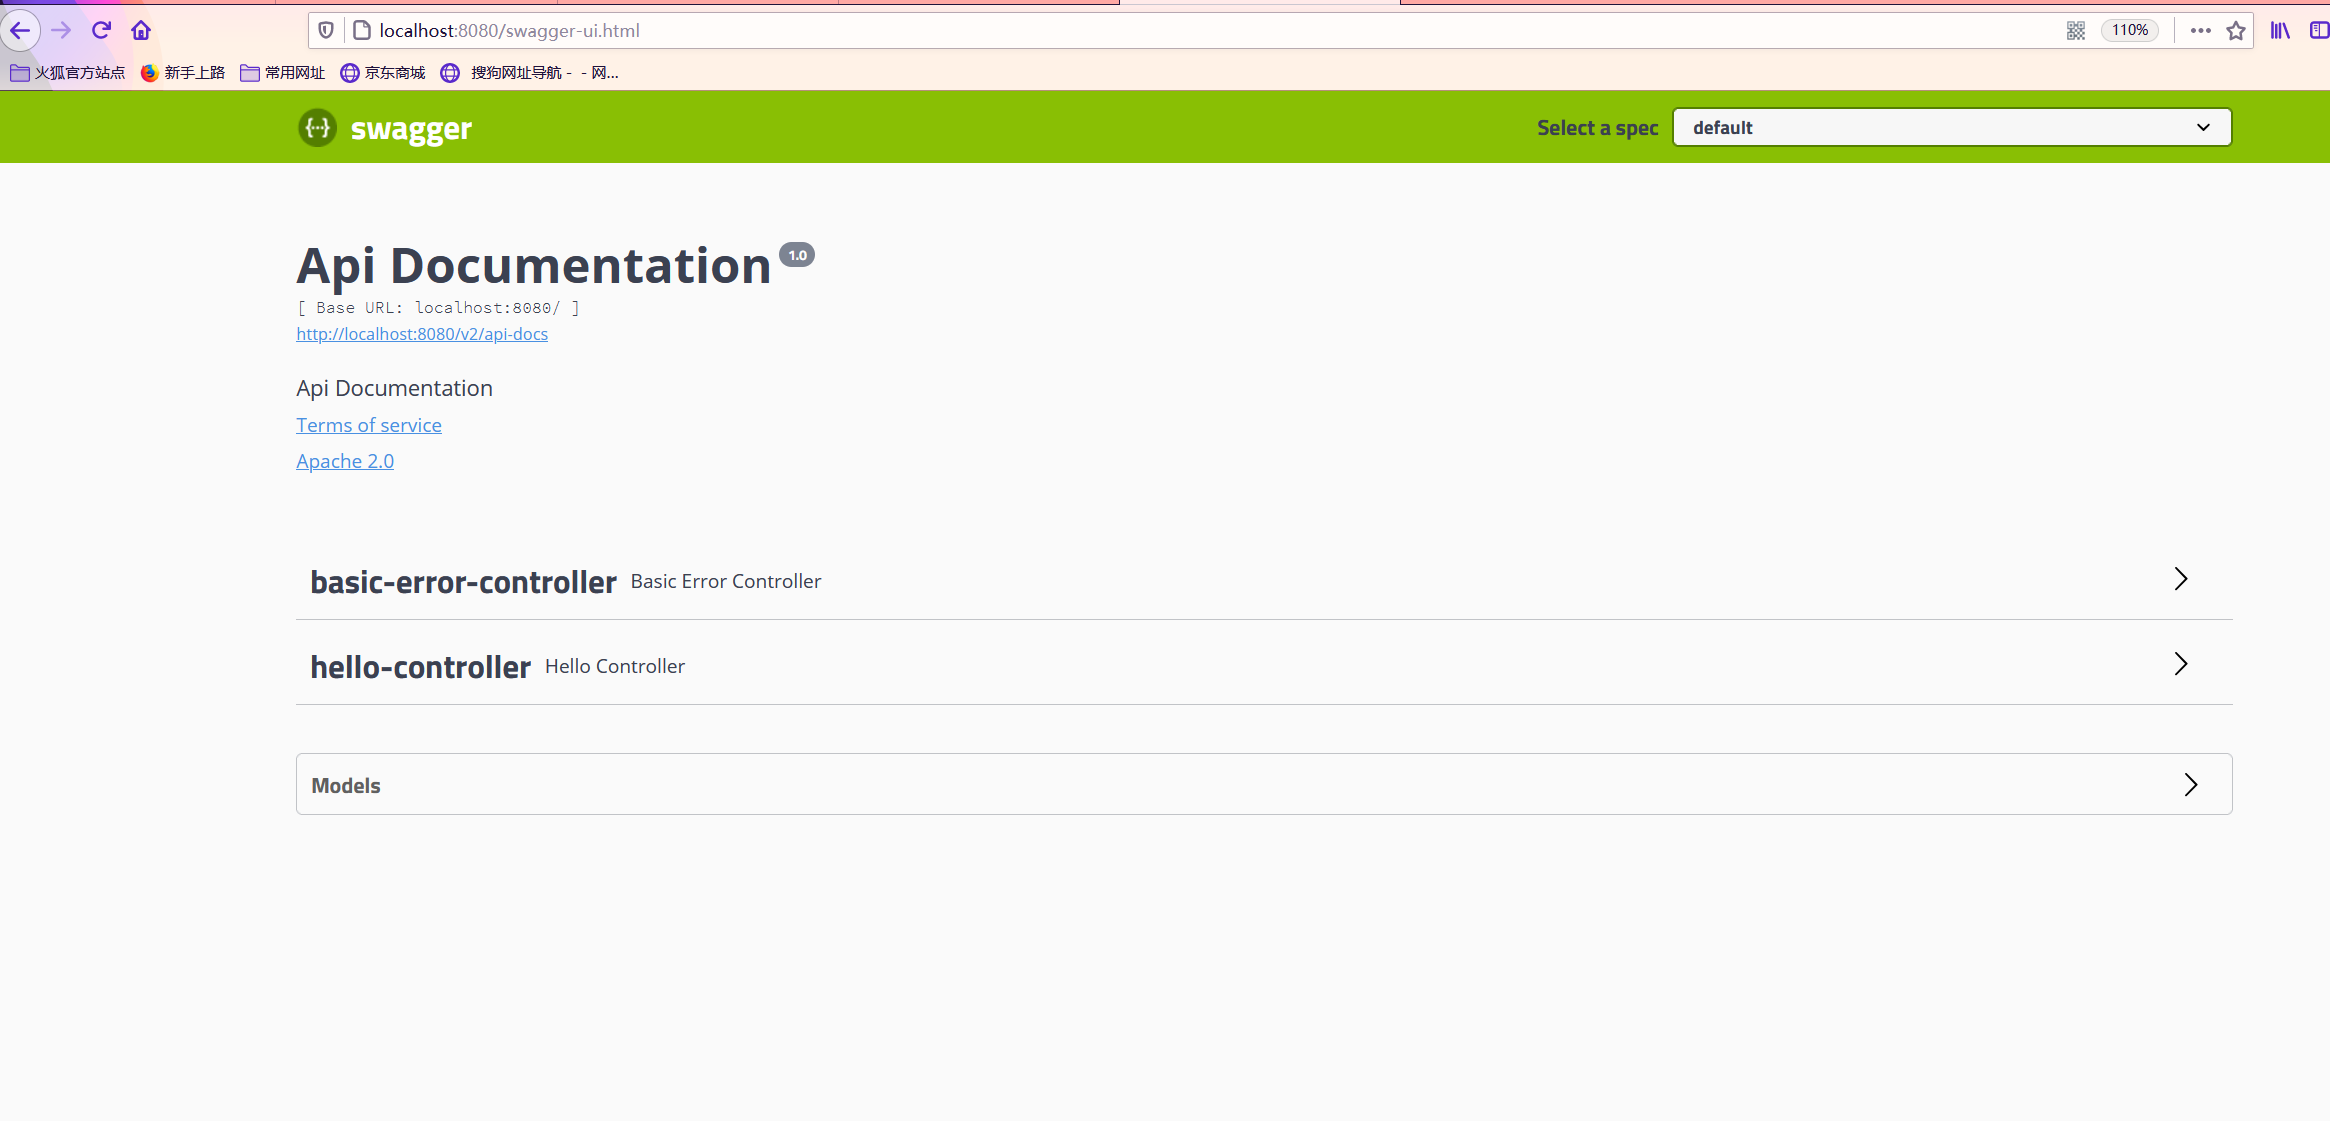 localhost:8080/swagger-ui.html 110%
火狐官方站点 新手上路 常用网址 京东商城 搜狗网址导航 - - 网...
{···} swagger Select a spec default
Api Documentation 1.0
[ Base URL: localhost:8080/ ]
http://localhost:8080/v2/api-docs
Api Documentation
Terms of service
Apache 2.0
basic-error-controller Basic Error Controller
hello-controller Hello Controller
Models